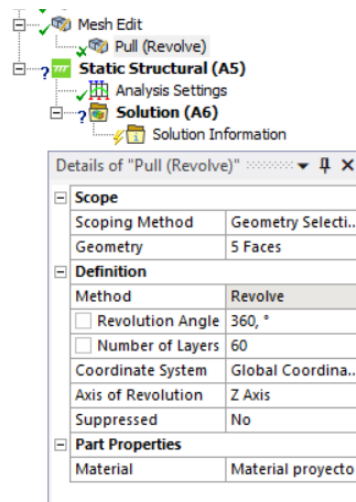 Mesh Edit
Pull (Revolve)
Static Structural (A5)
Analysis Settings
Solution (A6)
Solution Information
Details of "Pull (Revolve)"
Scope
Scoping Method Geometry Selecti..
Geometry 5 Faces
Definition
Method Revolve
Revolution Angle 360, °
Number of Layers 60
Coordinate System Global Coordina..
Axis of Revolution Z Axis
Suppressed No
Part Properties
Material Material proyecto